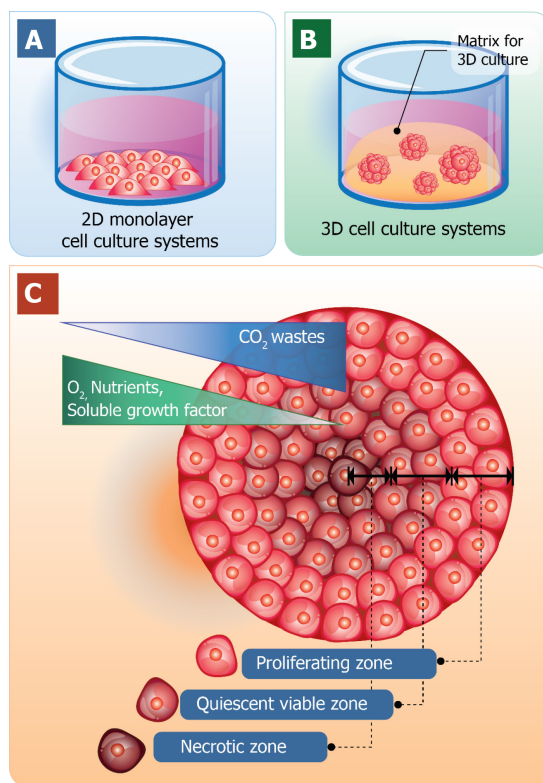 A
2D monolayer
cell culture systems
B
Matrix for
3D culture
3D cell culture systems
C
CO₂ wastes
O₂, Nutrients,
Soluble growth factor
Proliferating zone
Quiescent viable zone
Necrotic zone